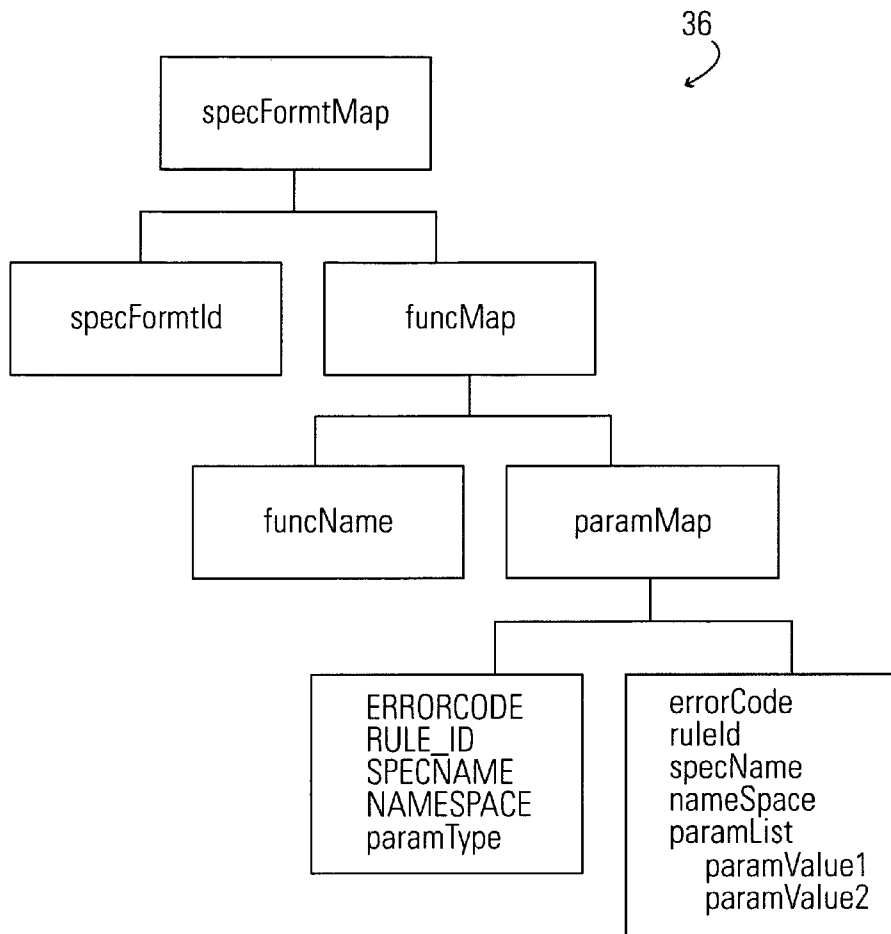 36
specFormtMap
specFormtId
funcMap
funcName
paramMap
ERRORCODE
RULE_ID
SPECNAME
NAMESPACE
paramType
errorCode
ruleId
specName
nameSpace
paramList
paramValue1
paramValue2